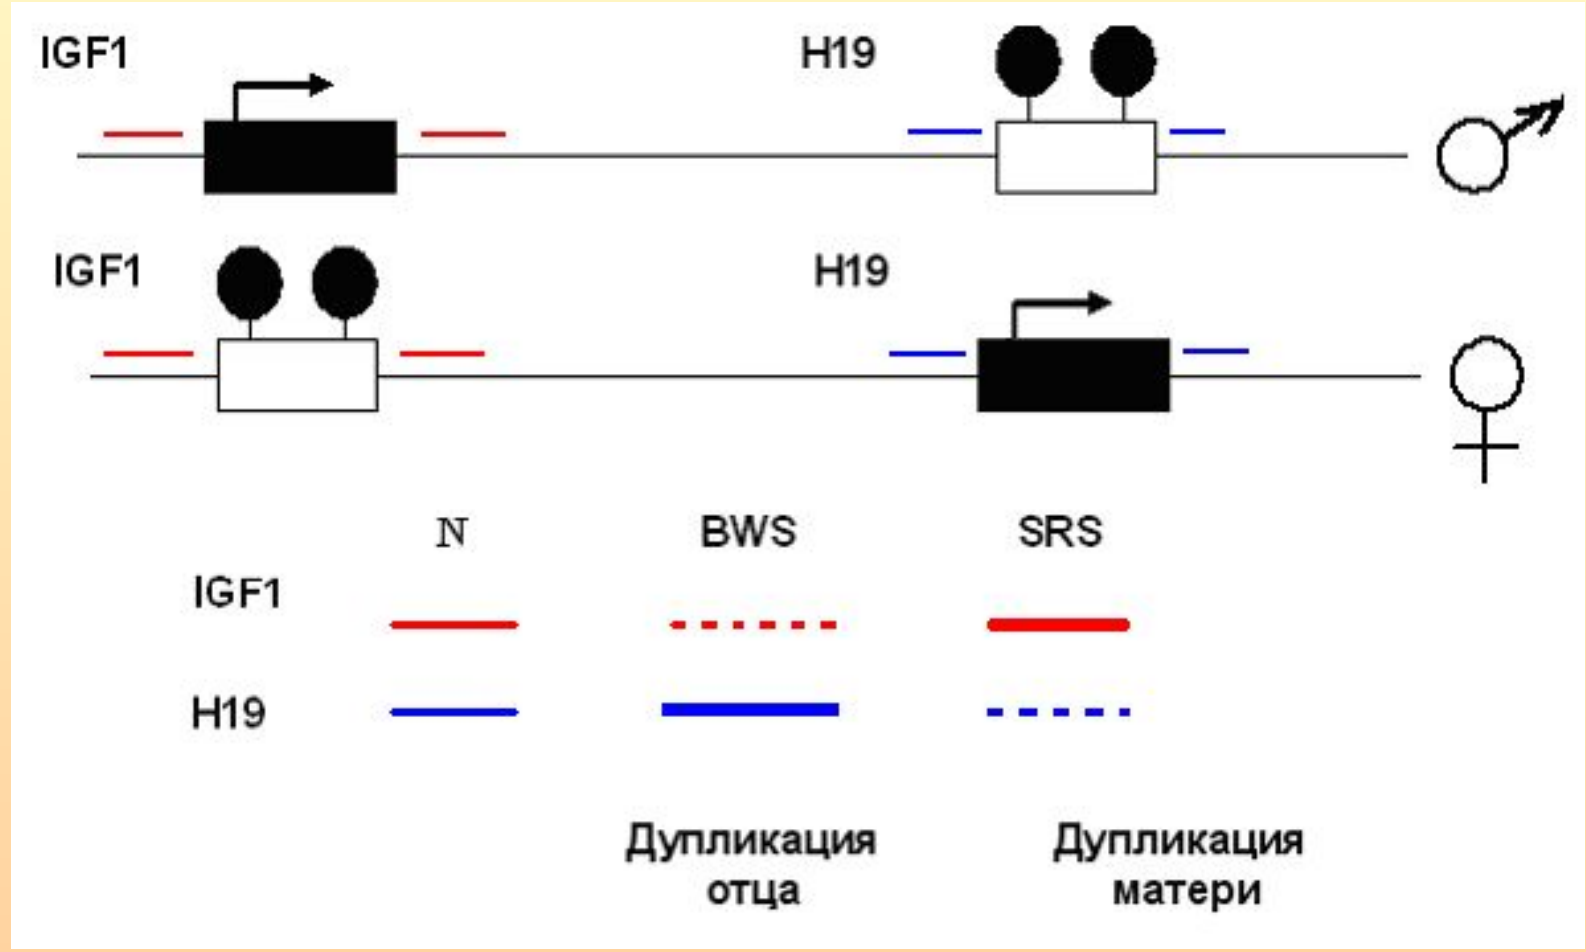 IGF1 H19
IGF1 H19
N BWS SRS
IGF1
H19
Дупликация Дупликация
отца матери